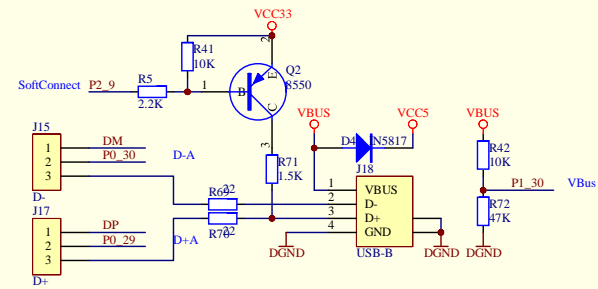 VCC33
2
R41
10K
E
Q2
8550
SoftConnect P2_9 R5 1 B
2.2K
C
VBUS VCC5 VBUS
3
J15
D4 N5817
1 DM
2 P0_30 D-A
3
D-
R71
1.5K
J18
R42
10K
1 VBUS
2 D-
3 D+
4 GND
USB-B
P1_30 VBus
R69 22
R70 22
R72
47K
J17
1 DP
2 P0_29 D+A
3
D+
DGND DGND DGND